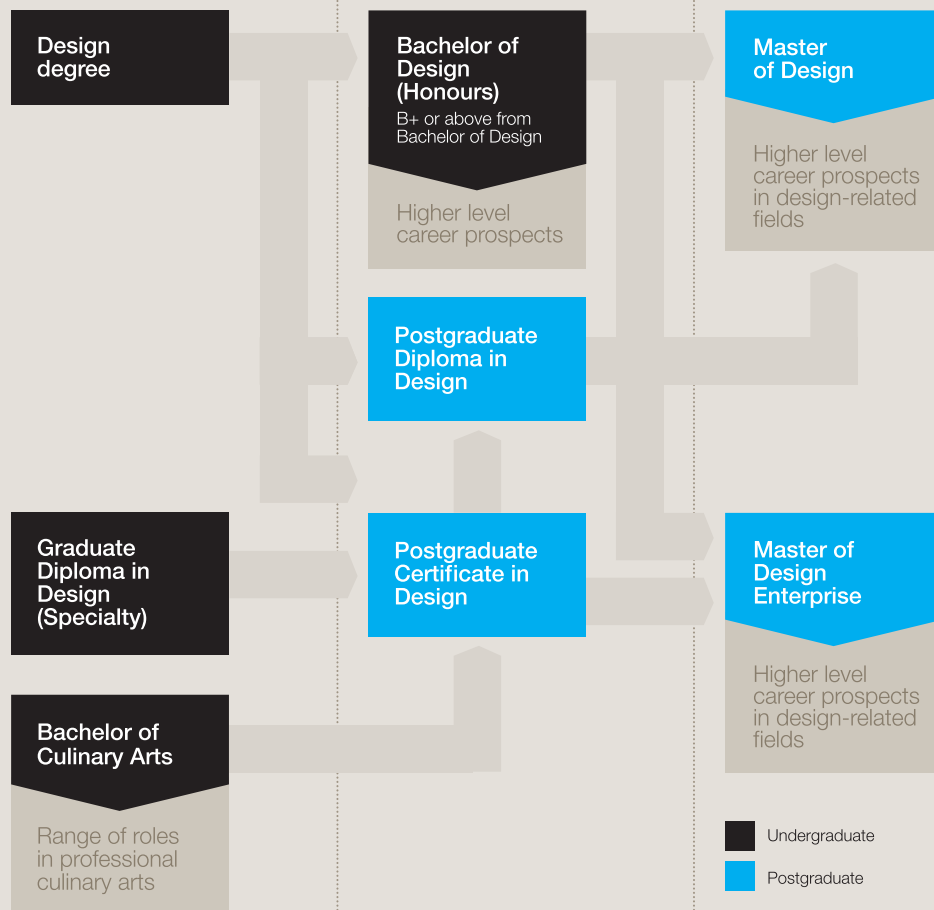 Design
degree
Bachelor of
Design
(Honours)
B+ or above from
Bachelor of Design
Higher level
career prospects
Master
of Design
Higher level
career prospects
in design-related
fields
Postgraduate
Diploma in
Design
Graduate
Diploma in
Design
(Specialty)
Postgraduate
Certificate in
Design
Master of
Design
Enterprise
Higher level
career prospects
in design-related
fields
Bachelor of
Culinary Arts
Range of roles
in professional
culinary arts
Undergraduate
Postgraduate